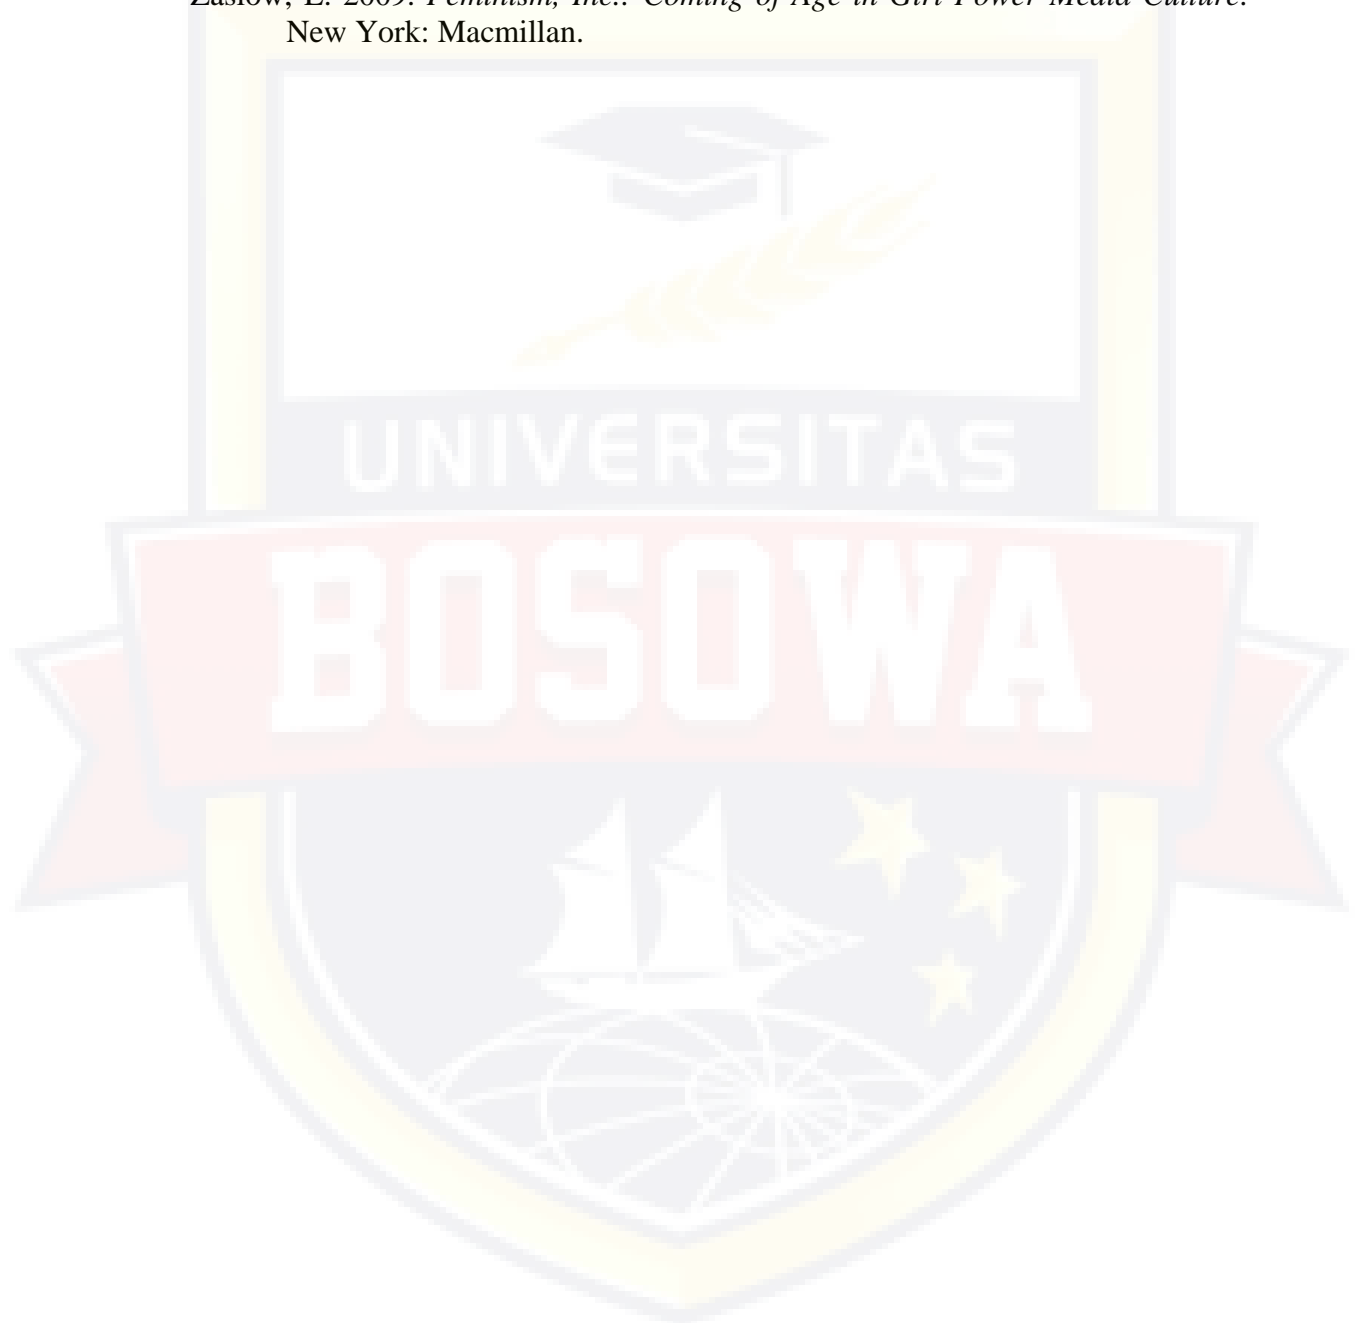 Zaslow, E. 2009. Feminism, Inc.: Coming of Age in Girl Power Media Culture.
New York: Macmillan.
UNIVERSITAS
BOSOWA